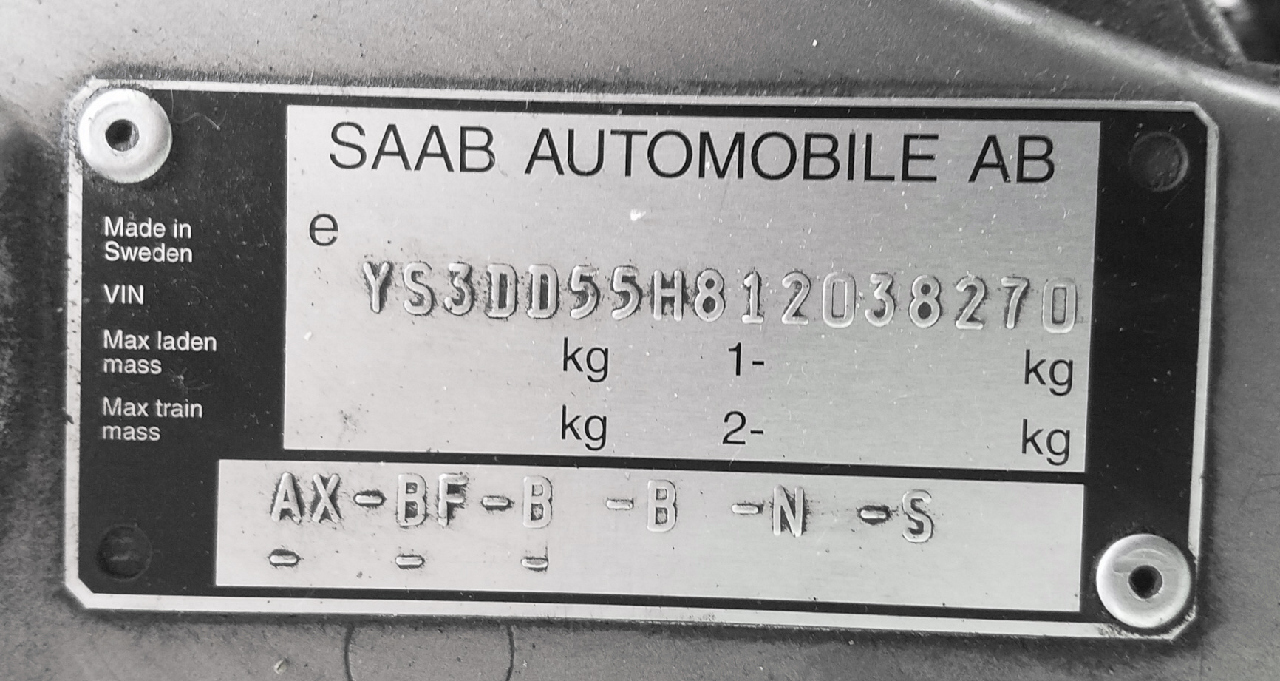 SAAB AUTOMOBILE AB
e
Made in
Sweden
VIN
YS3DD55H812038270
Max laden
mass
kg 1- kg
Max train
mass
kg 2- kg
AX-BF-B -B -N -S
- - -